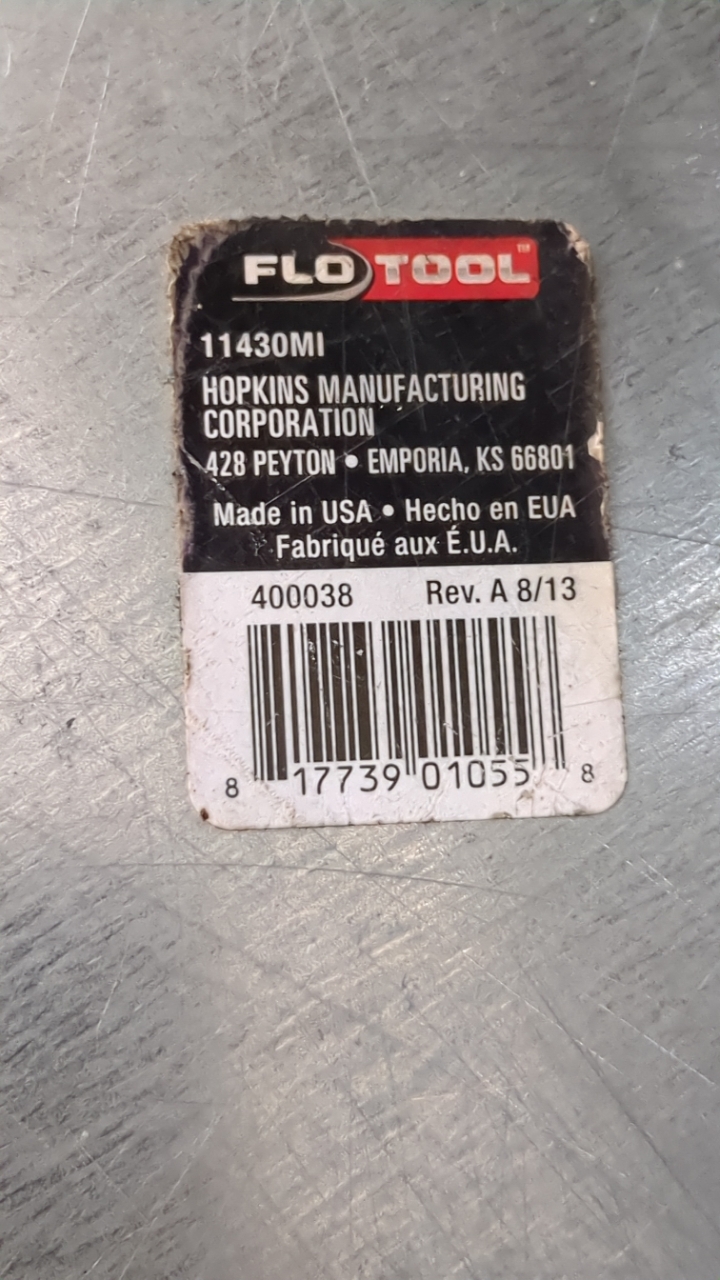 FLOTOOL™
11430MI
HOPKINS MANUFACTURING
CORPORATION
428 PEYTON • EMPORIA, KS 66801
Made in USA • Hecho en EUA
Fabriqué aux É.U.A.
400038 Rev. A 8/13
8 17739 01055 8